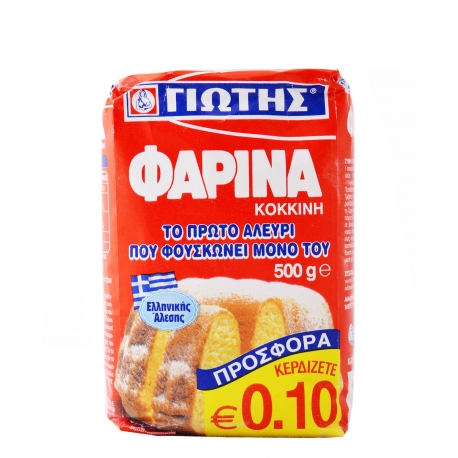 ΓΙΩΤΗΣ®
ΦΑΡΙΝΑ
ΚΟΚΚΙΝΗ
ΤΟ ΠΡΩΤΟ ΑΛΕΥΡΙ
ΠΟΥ ΦΟΥΣΚΩΝΕΙ ΜΟΝΟ ΤΟΥ
500 g e
Ελληνικής
Άλεσης
ΠΡΟΣΦΟΡΑ
ΚΕΡΔΙΖΕΤΕ
€0.10